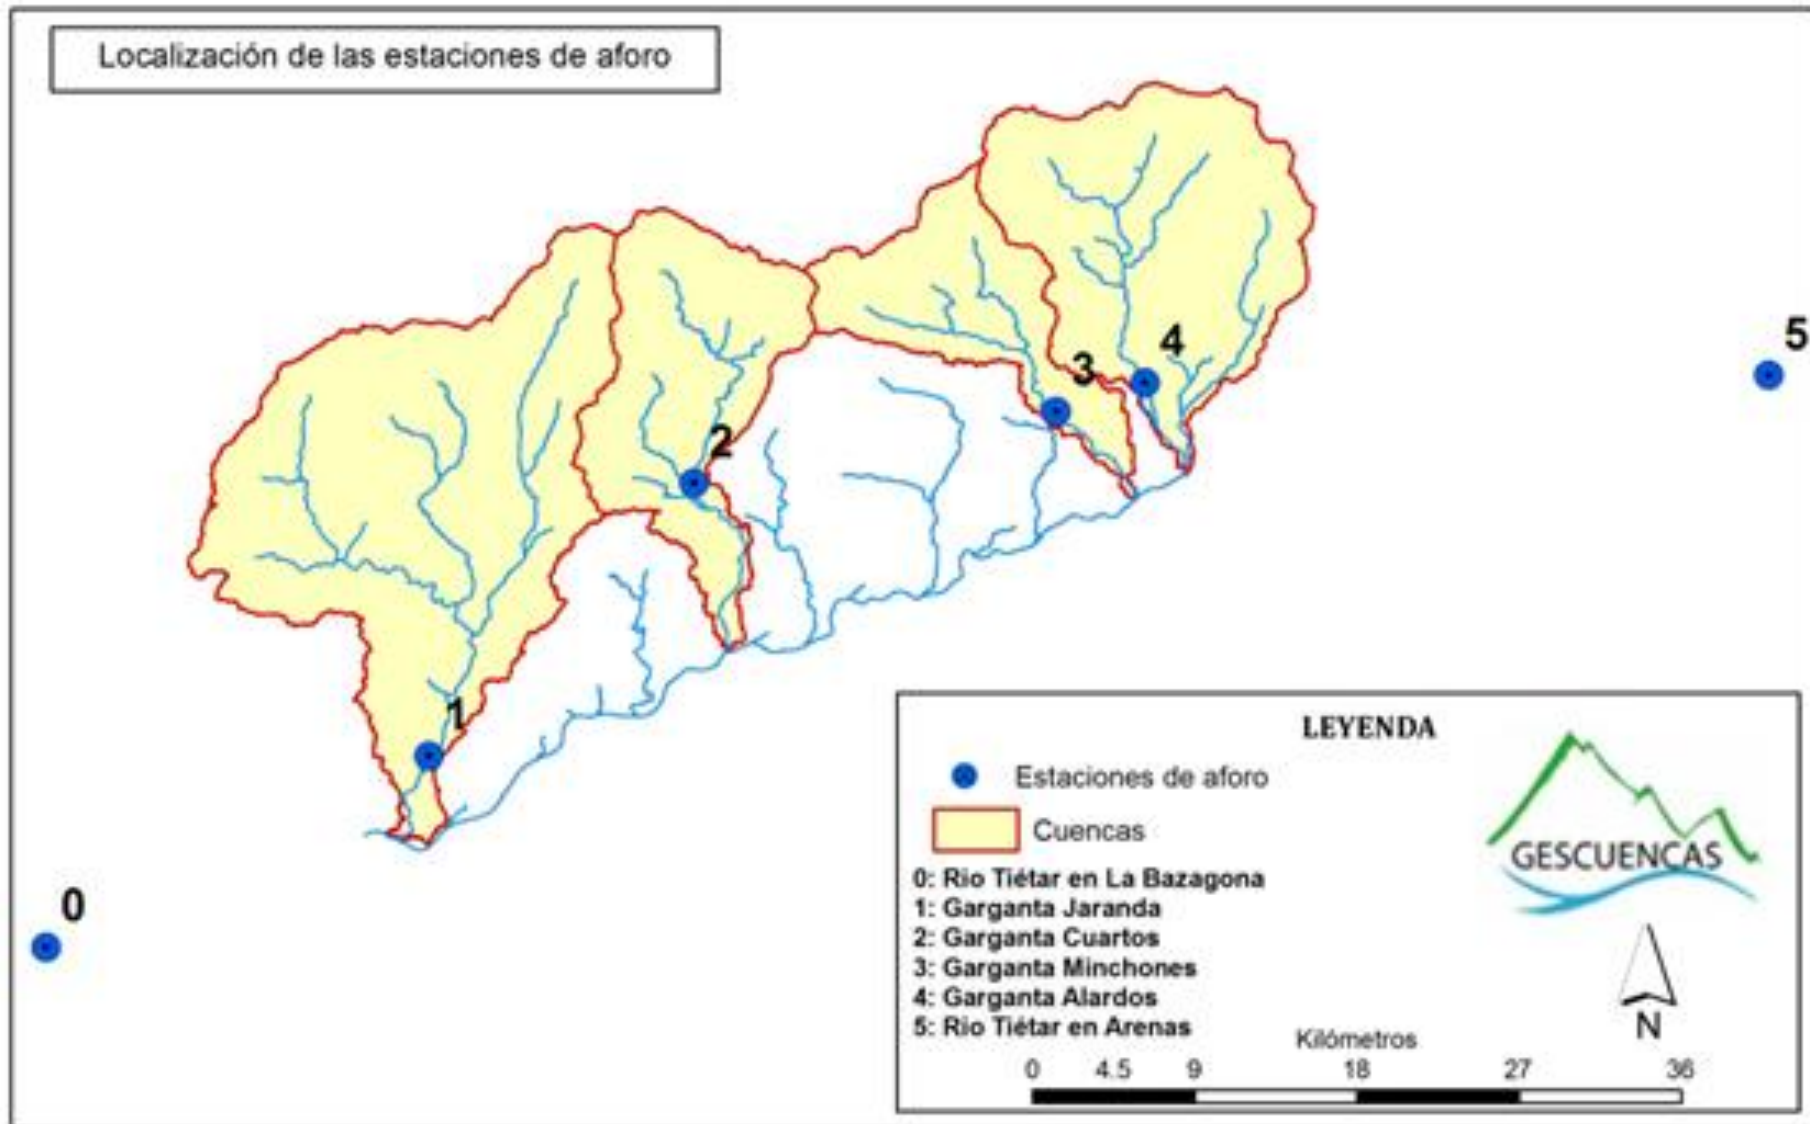 Localización de las estaciones de aforo
5
4
3
2
1
0
LEYENDA
Estaciones de aforo
Cuencas
0: Rio Tiétar en La Bazagona
1: Garganta Jaranda
2: Garganta Cuartos
3: Garganta Minchones
4: Garganta Alardos
5: Rio Tiétar en Arenas
GESCUENCAS
N
Kilómetros
0 4.5 9 18 27 36